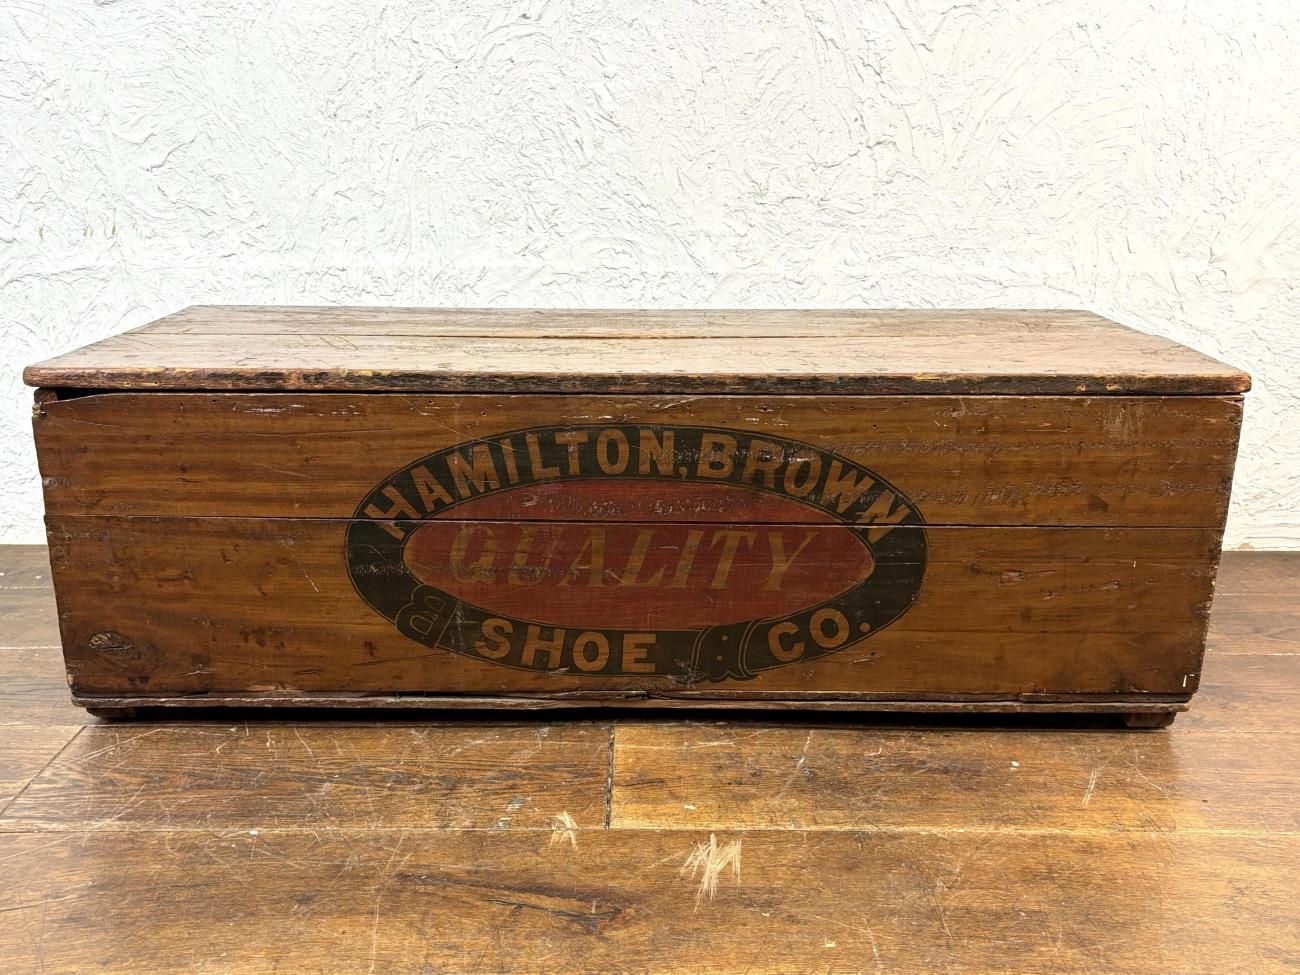 HAMILTON, BROWN
QUALITY
SHOE CO.